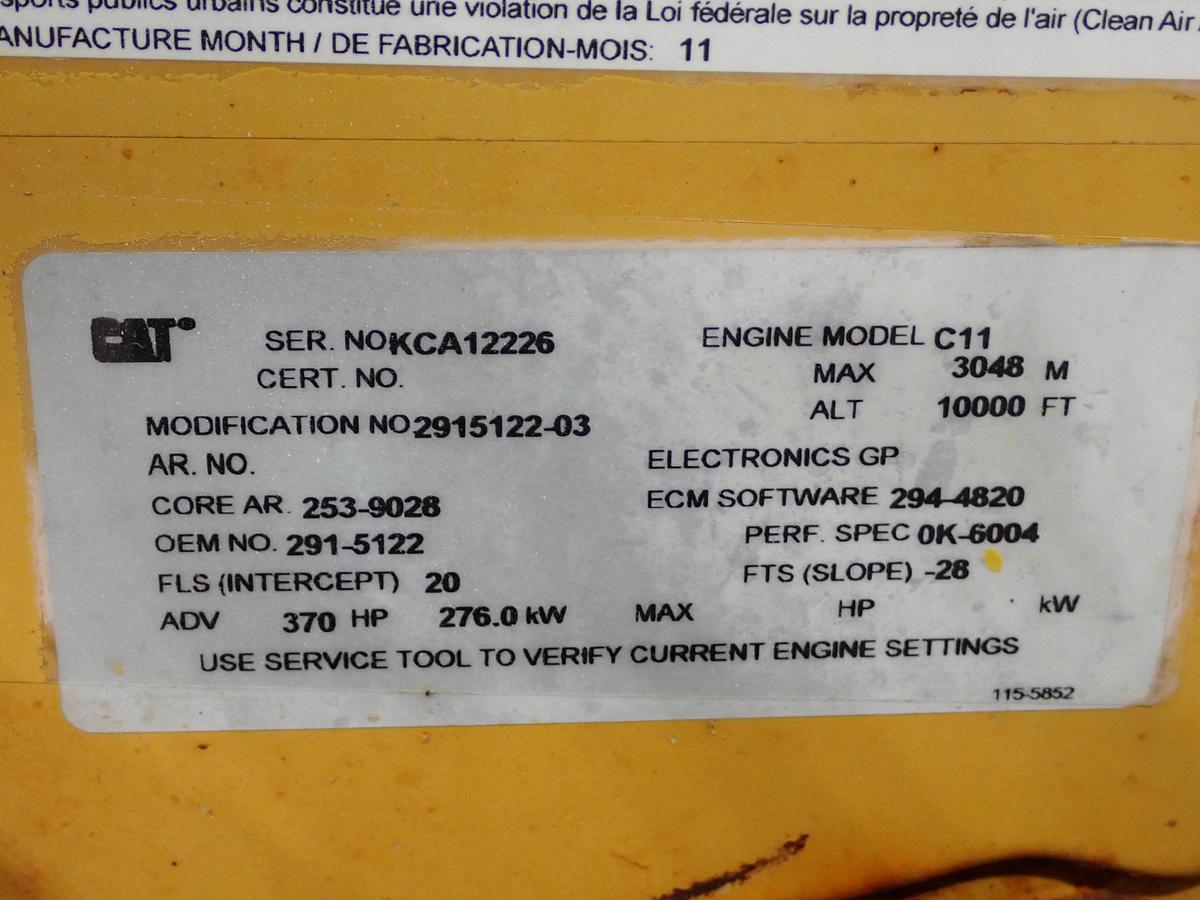 sports publics urbains constitue une violation de la Loi fédérale sur la propreté de l'air (Clean Air
ANUFACTURE MONTH / DE FABRICATION-MOIS: 11
CAT®
SER. NO KCA12226
ENGINE MODEL C11
CERT. NO.
MAX 3048 M
ALT 10000 FT
MODIFICATION NO 2915122-03
AR. NO.
ELECTRONICS GP
CORE AR. 253-9028
ECM SOFTWARE 294-4820
OEM NO. 291-5122
PERF. SPEC 0K-6004
FLS (INTERCEPT) 20
FTS (SLOPE) -28
ADV 370 HP 276.0 kW MAX HP kW
USE SERVICE TOOL TO VERIFY CURRENT ENGINE SETTINGS
115-5852